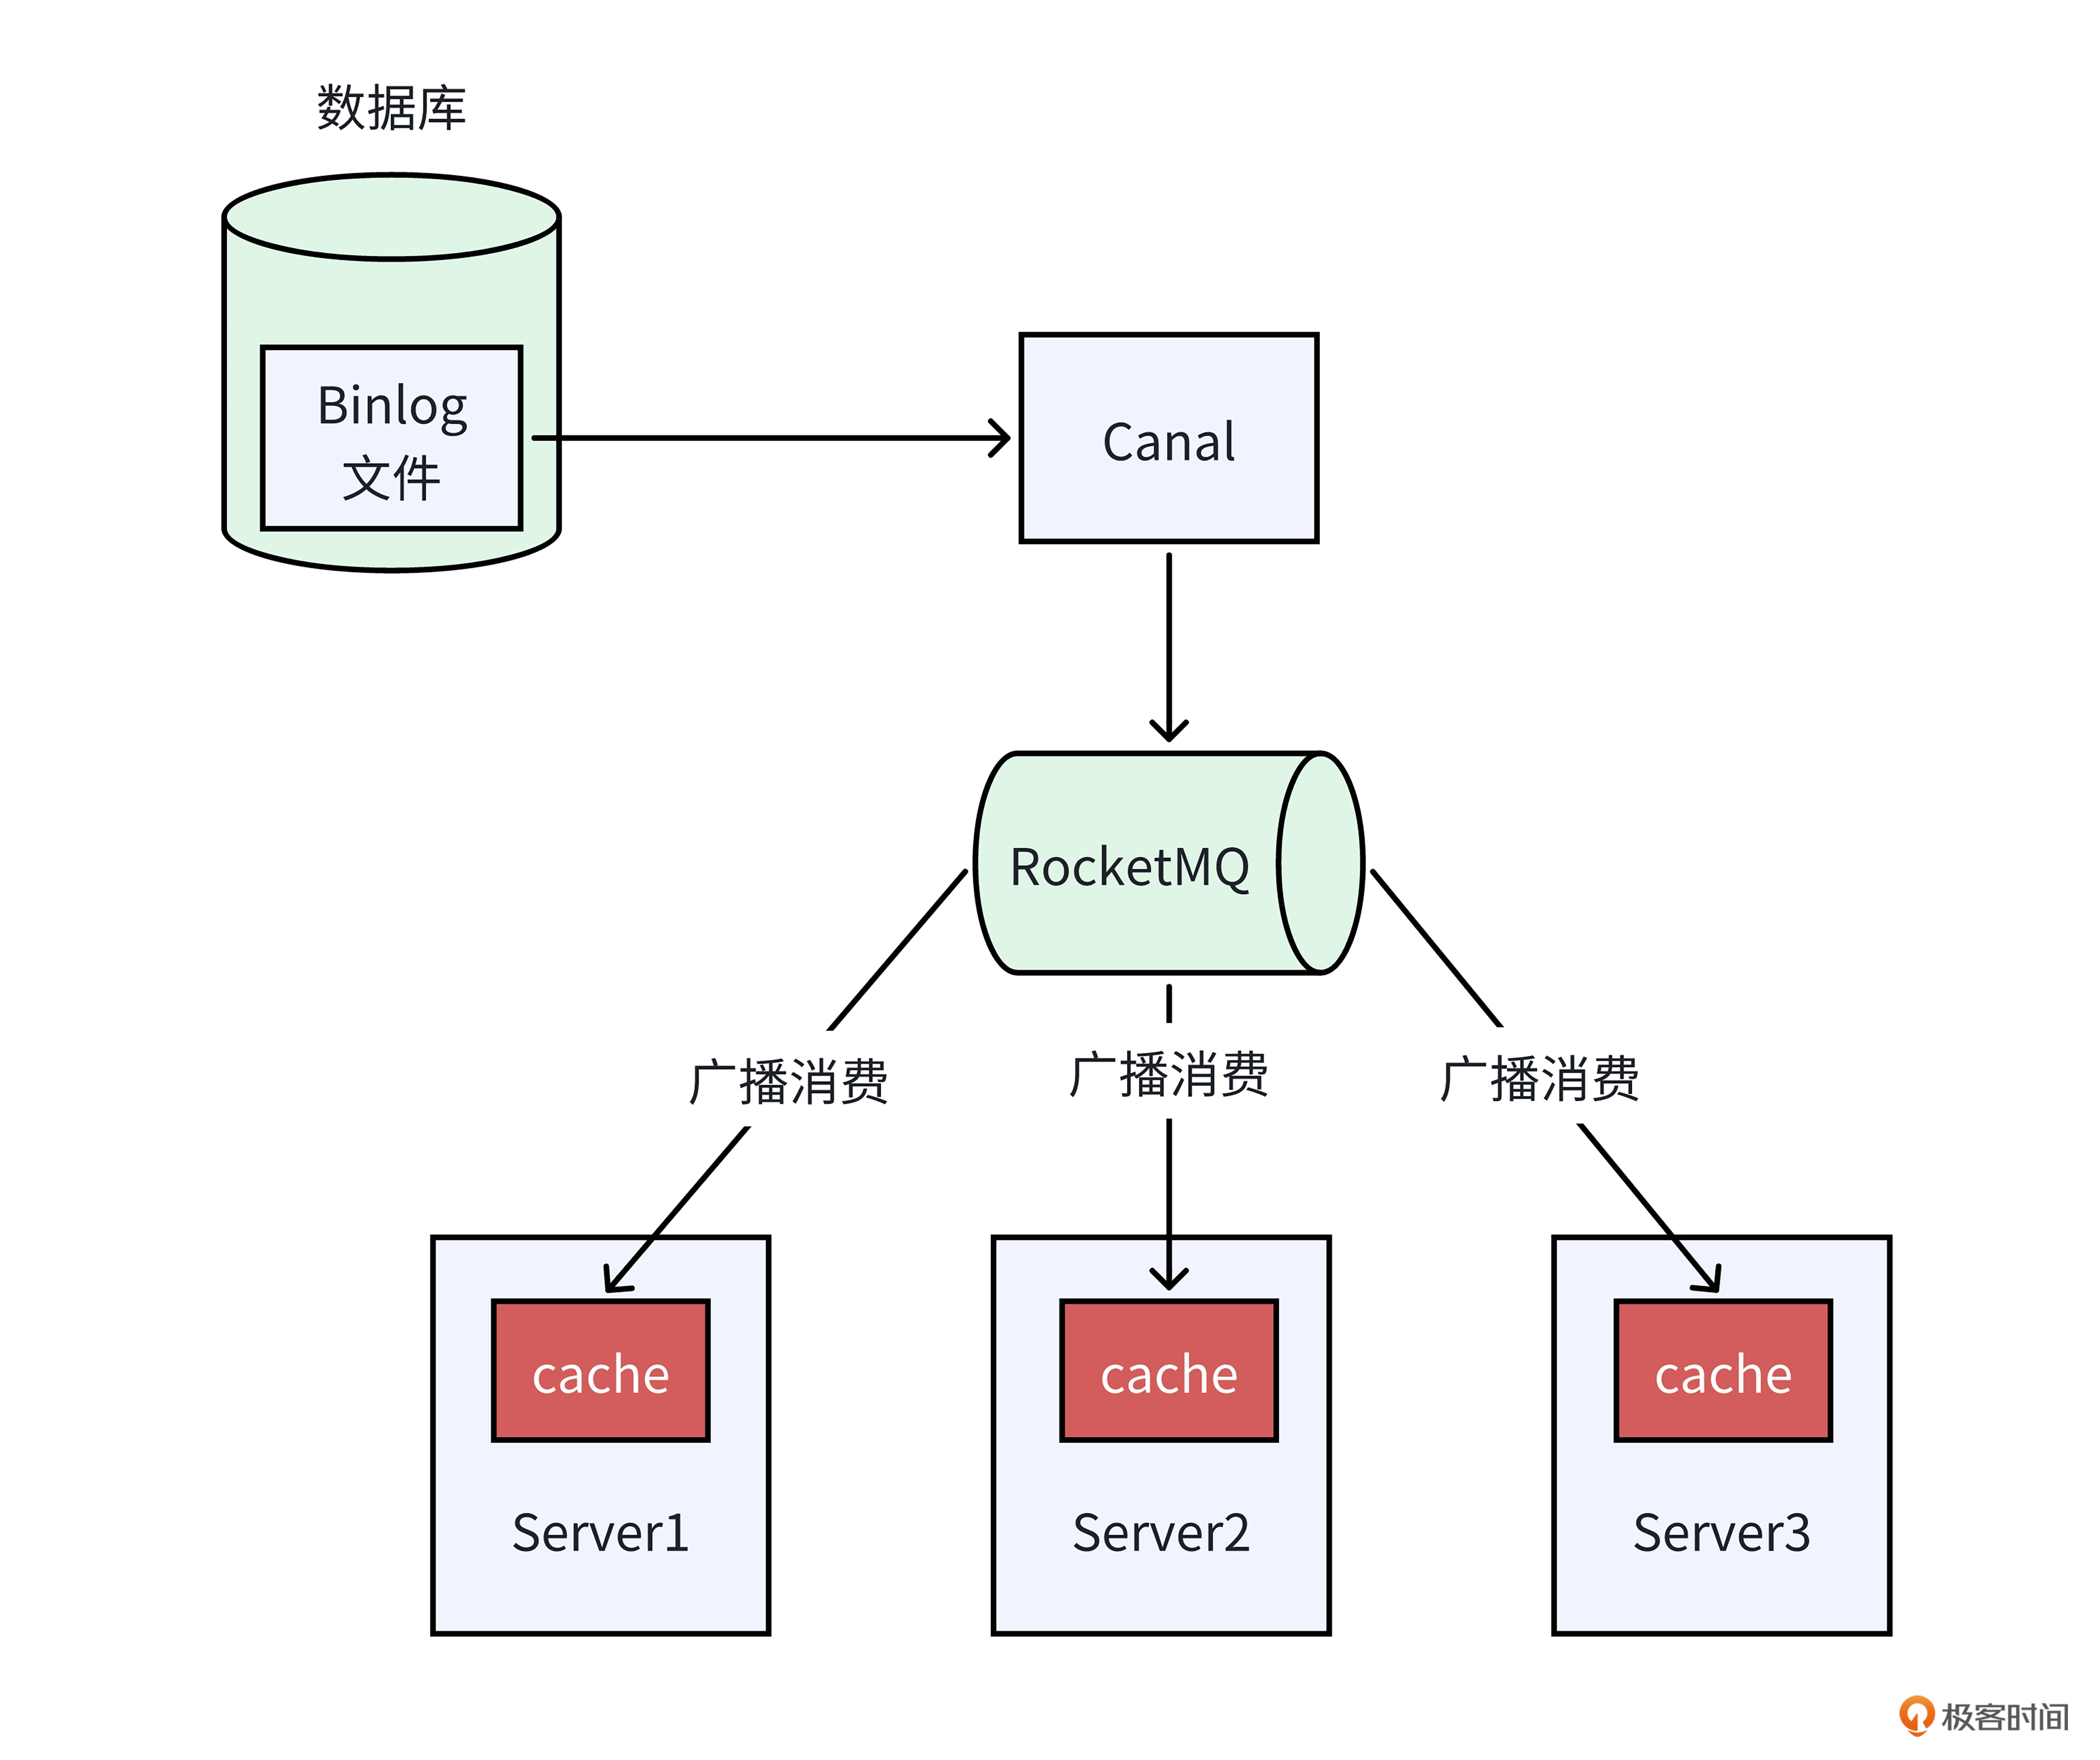 数据库
Binlog
文件
Canal
RocketMQ
广播消费
广播消费
广播消费
cache
cache
cache
Server1
Server2
Server3
极客时间